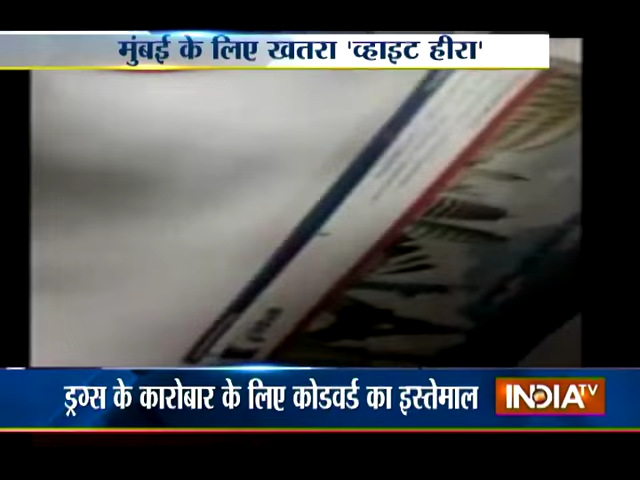 मुंबई के लिए खतरा 'व्हाइट हीरा'
ड्रग्स के कारोबार के लिए कोडवर्ड का इस्तेमाल
INDIA TV